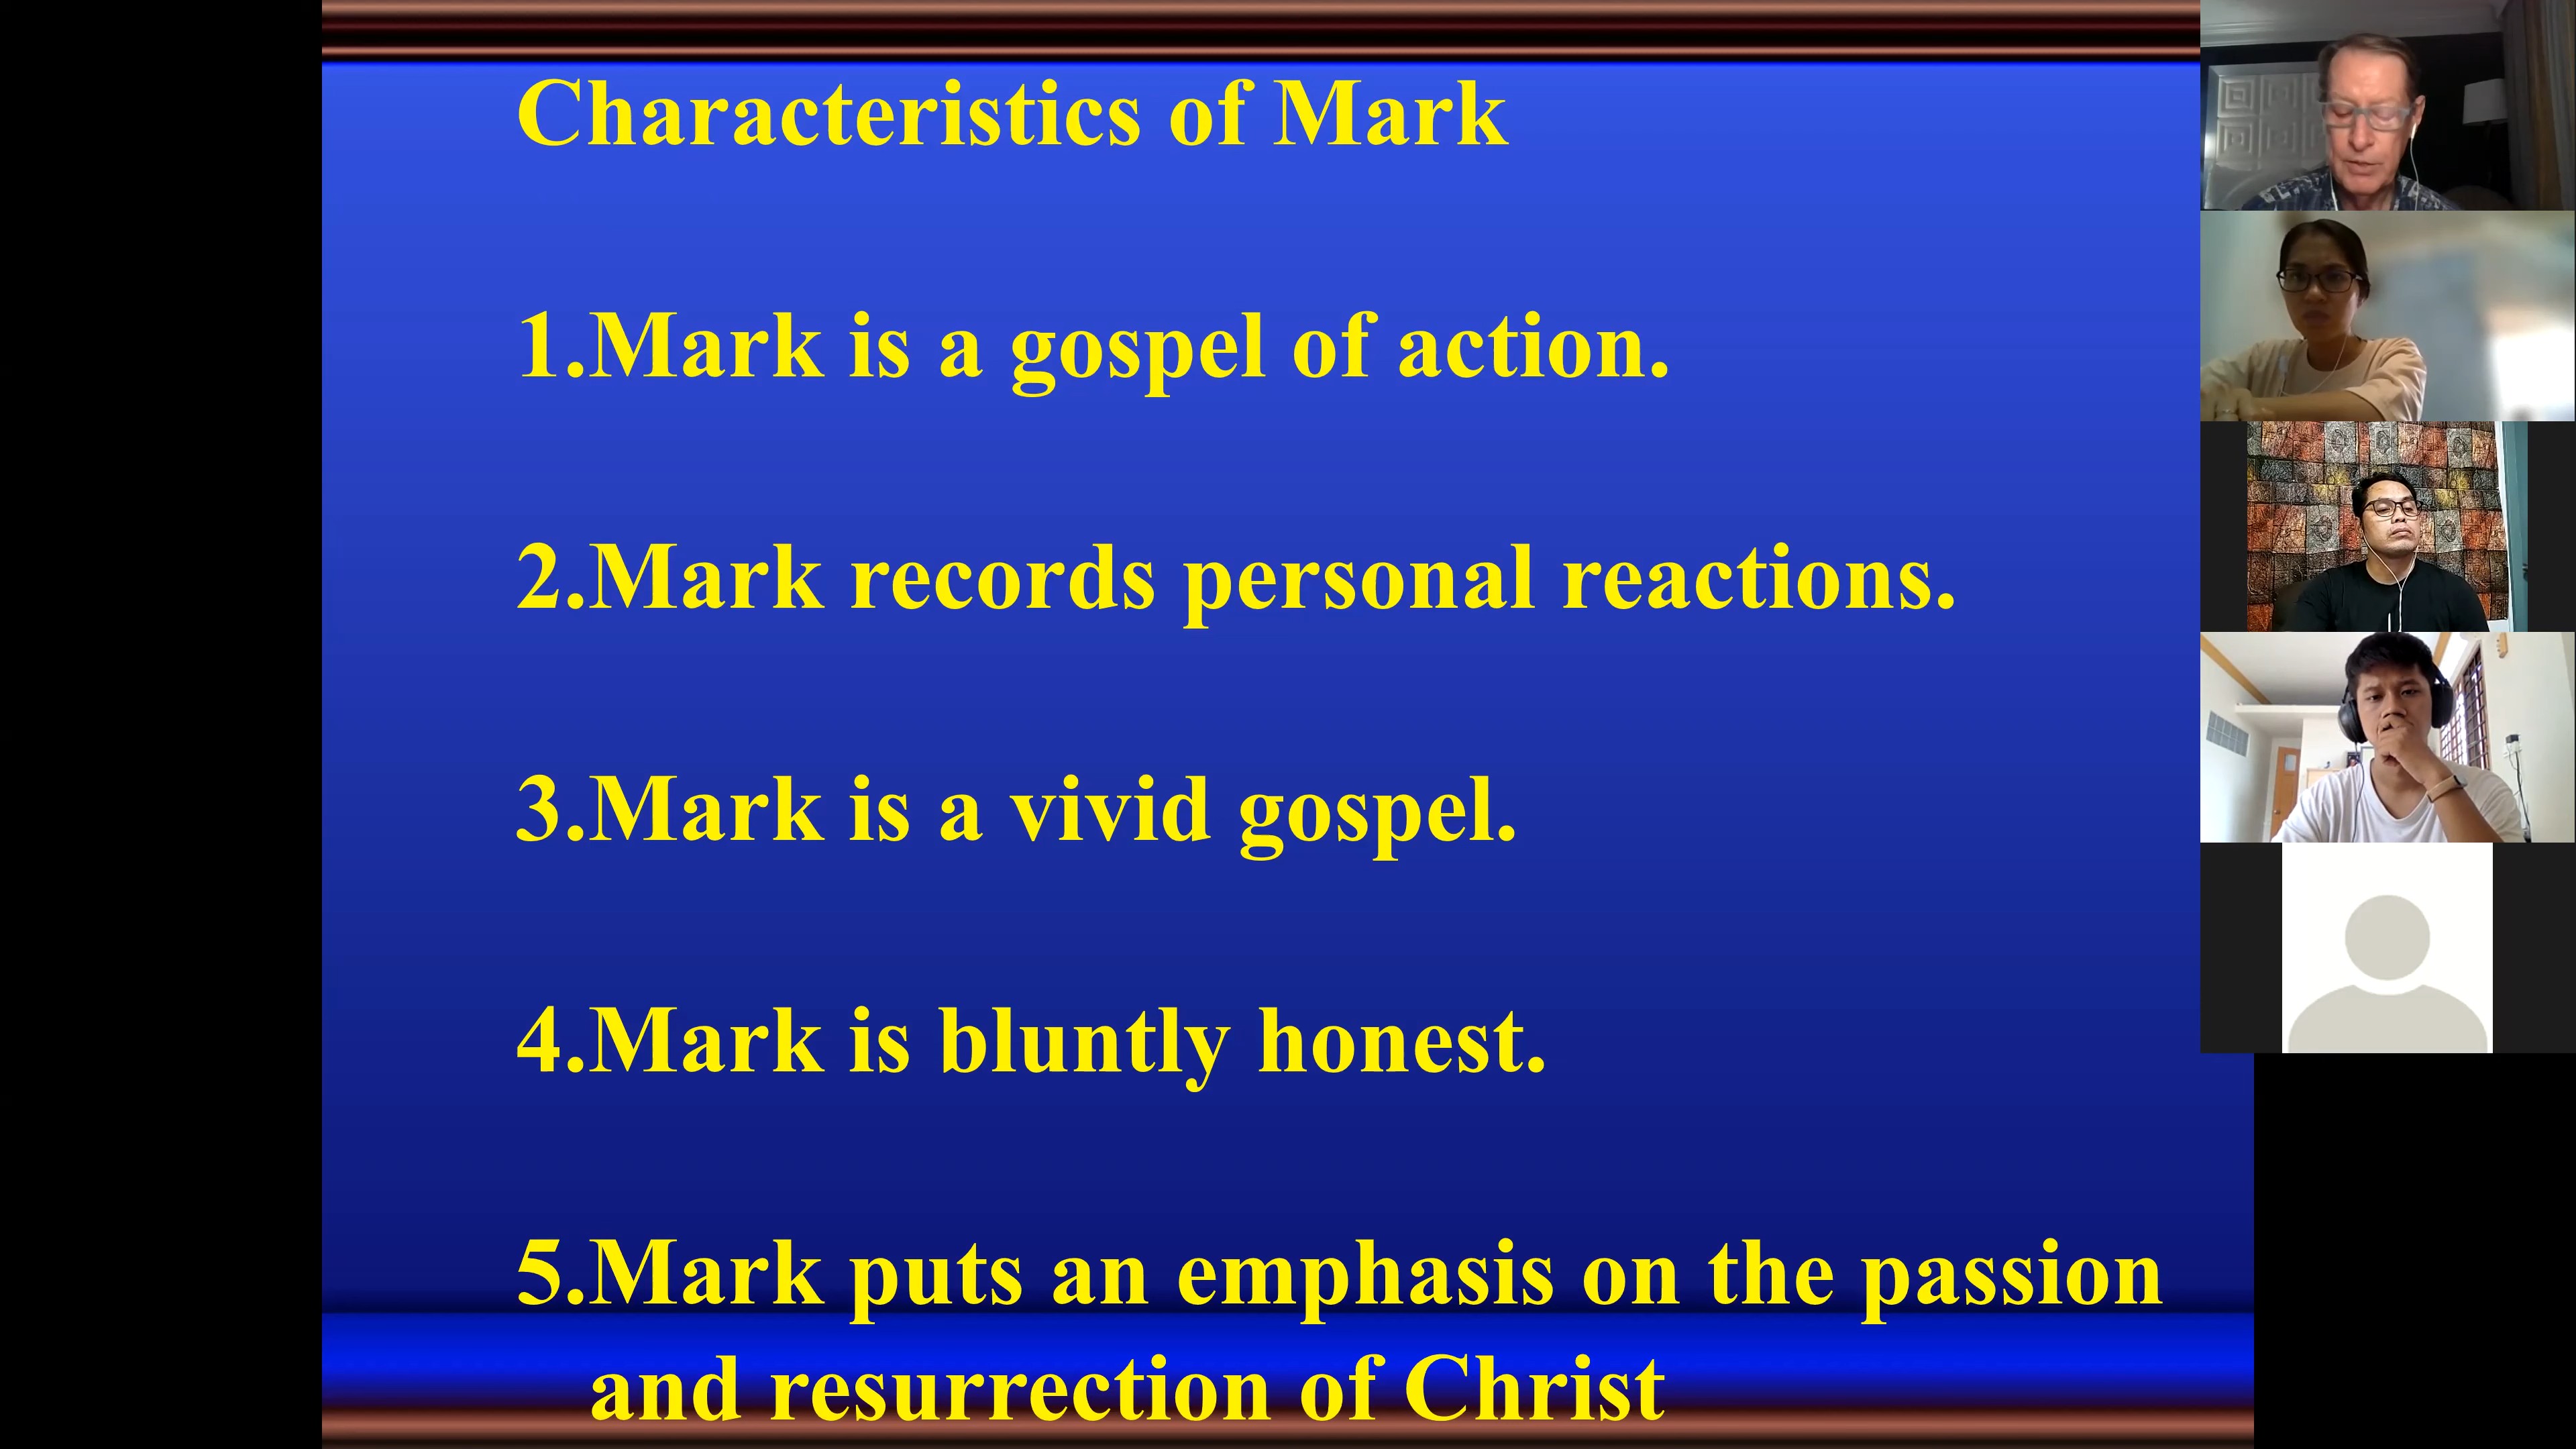 Characteristics of Mark
1.Mark is a gospel of action.
2.Mark records personal reactions.
3.Mark is a vivid gospel.
4.Mark is bluntly honest.
5.Mark puts an emphasis on the passion
and resurrection of Christ